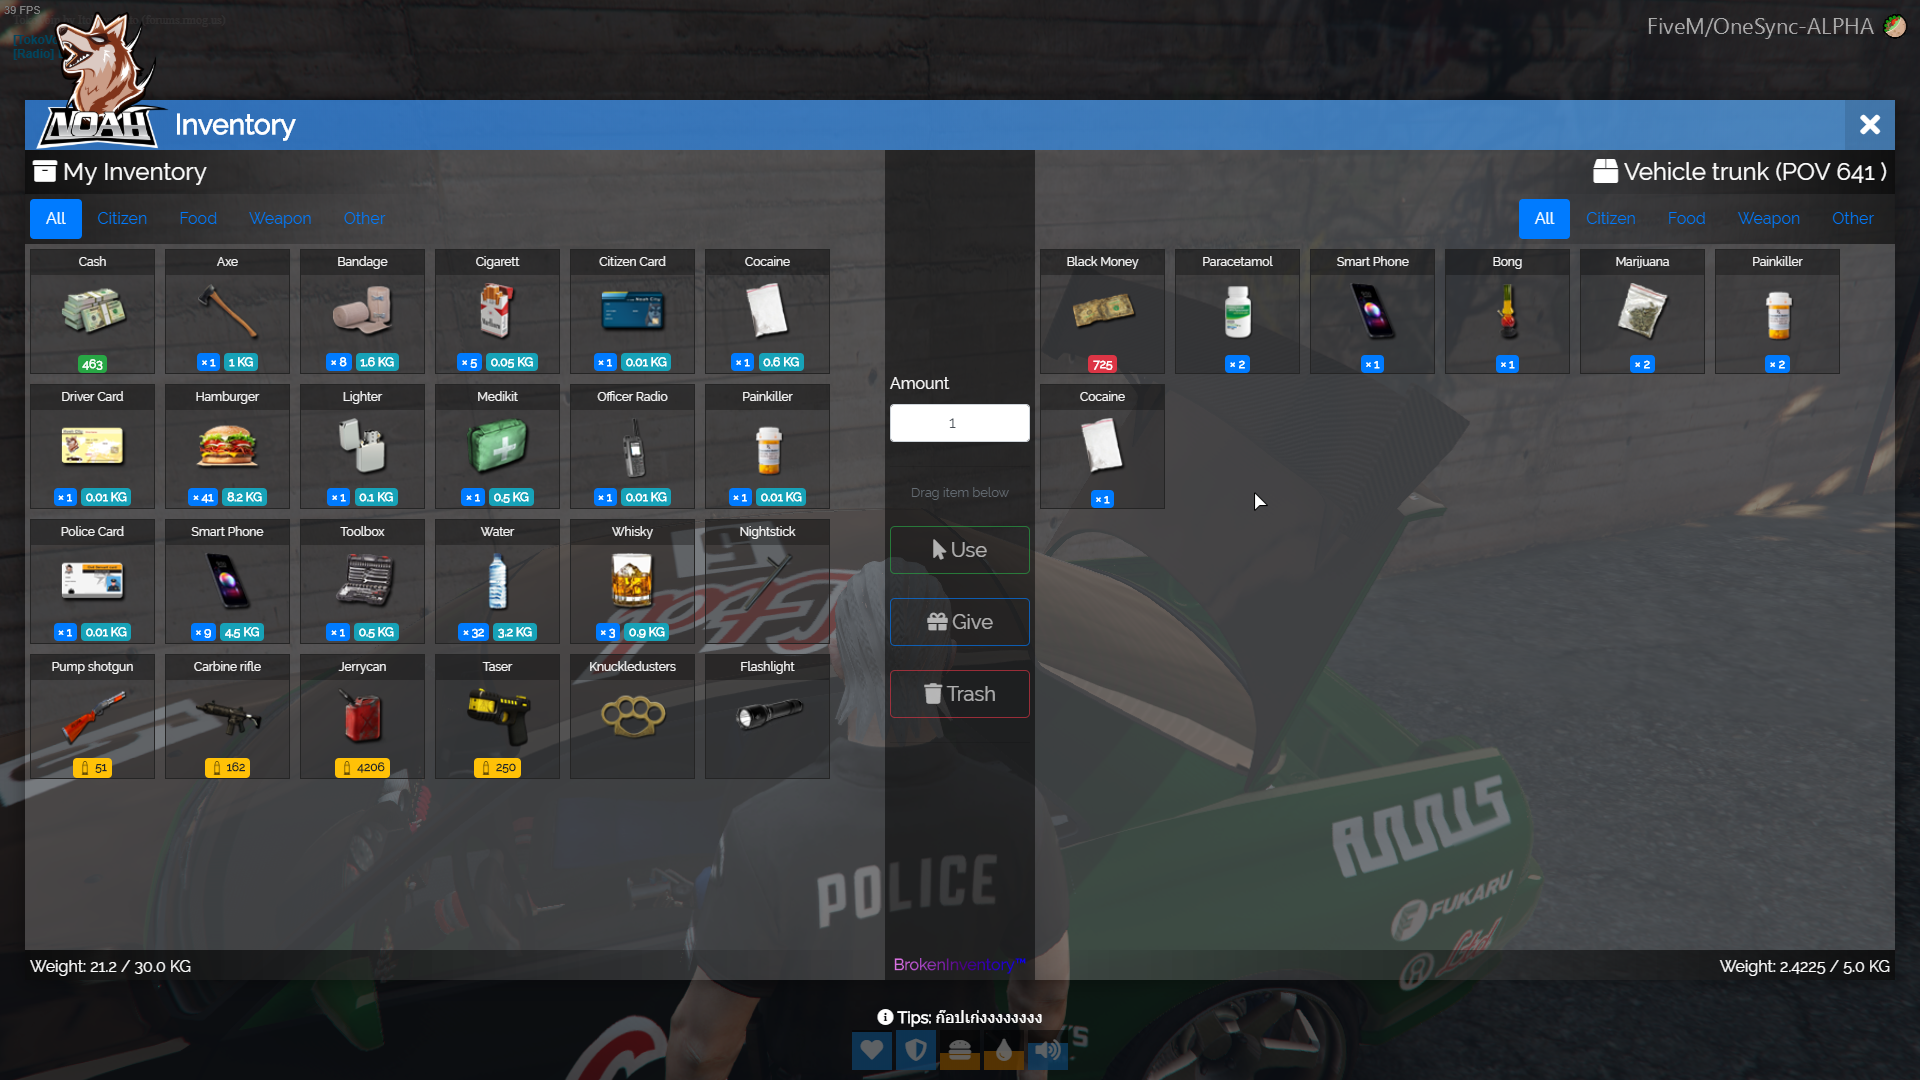 39 FPS
FiveM/OneSync-ALPHA
[Radio]
NOAH
Inventory
My Inventory
Vehicle trunk (POV 641 )
All Citizen Food Weapon Other
All Citizen Food Weapon Other
Cash Axe Bandage Cigarett Citizen Card Cocaine
463 × 1 1 KG × 8 1.6 KG × 5 0.05 KG × 1 0.01 KG × 1 0.6 KG
Black Money Paracetamol Smart Phone Bong Marijuana Painkiller
725 × 2 × 1 × 1 × 2 × 2
Driver Card Hamburger Lighter Medikit Officer Radio Painkiller
× 1 0.01 KG × 41 8.2 KG × 1 0.1 KG × 1 0.5 KG × 1 0.01 KG × 1 0.01 KG
Cocaine
× 1
Police Card Smart Phone Toolbox Water Whisky Nightstick
× 1 0.01 KG × 9 4.5 KG × 1 0.5 KG × 32 3.2 KG × 3 0.9 KG
Pump shotgun Carbine rifle Jerrycan Taser Knuckledusters Flashlight
51 162 4206 250
Amount
1
Drag item below
Use
Give
Trash
POLICE
ANNIS
FUKARU
Ltd
BrokenInventory™
Weight: 21.2 / 30.0 KG
Weight: 2.4225 / 5.0 KG
Tips: ก๊อปเก่งงงงงงงง